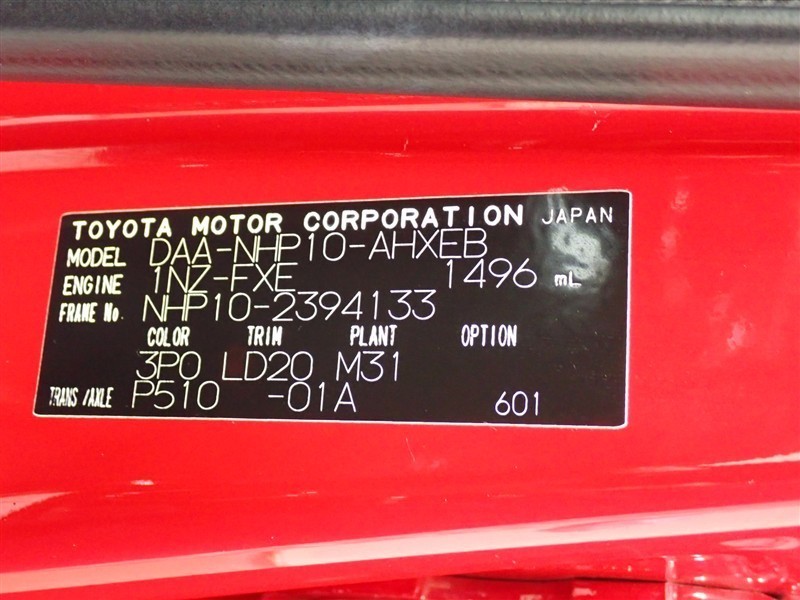 TOYOTA MOTOR CORPORATION JAPAN
MODEL DAA-NHP10-AHXEB
ENGINE 1NZ-FXE 1496 mL
FRAME No. NHP10-2394133
COLOR TRIM PLANT OPTION
3P0 LD20 M31
TRANS/AXLE P510 -01A 601